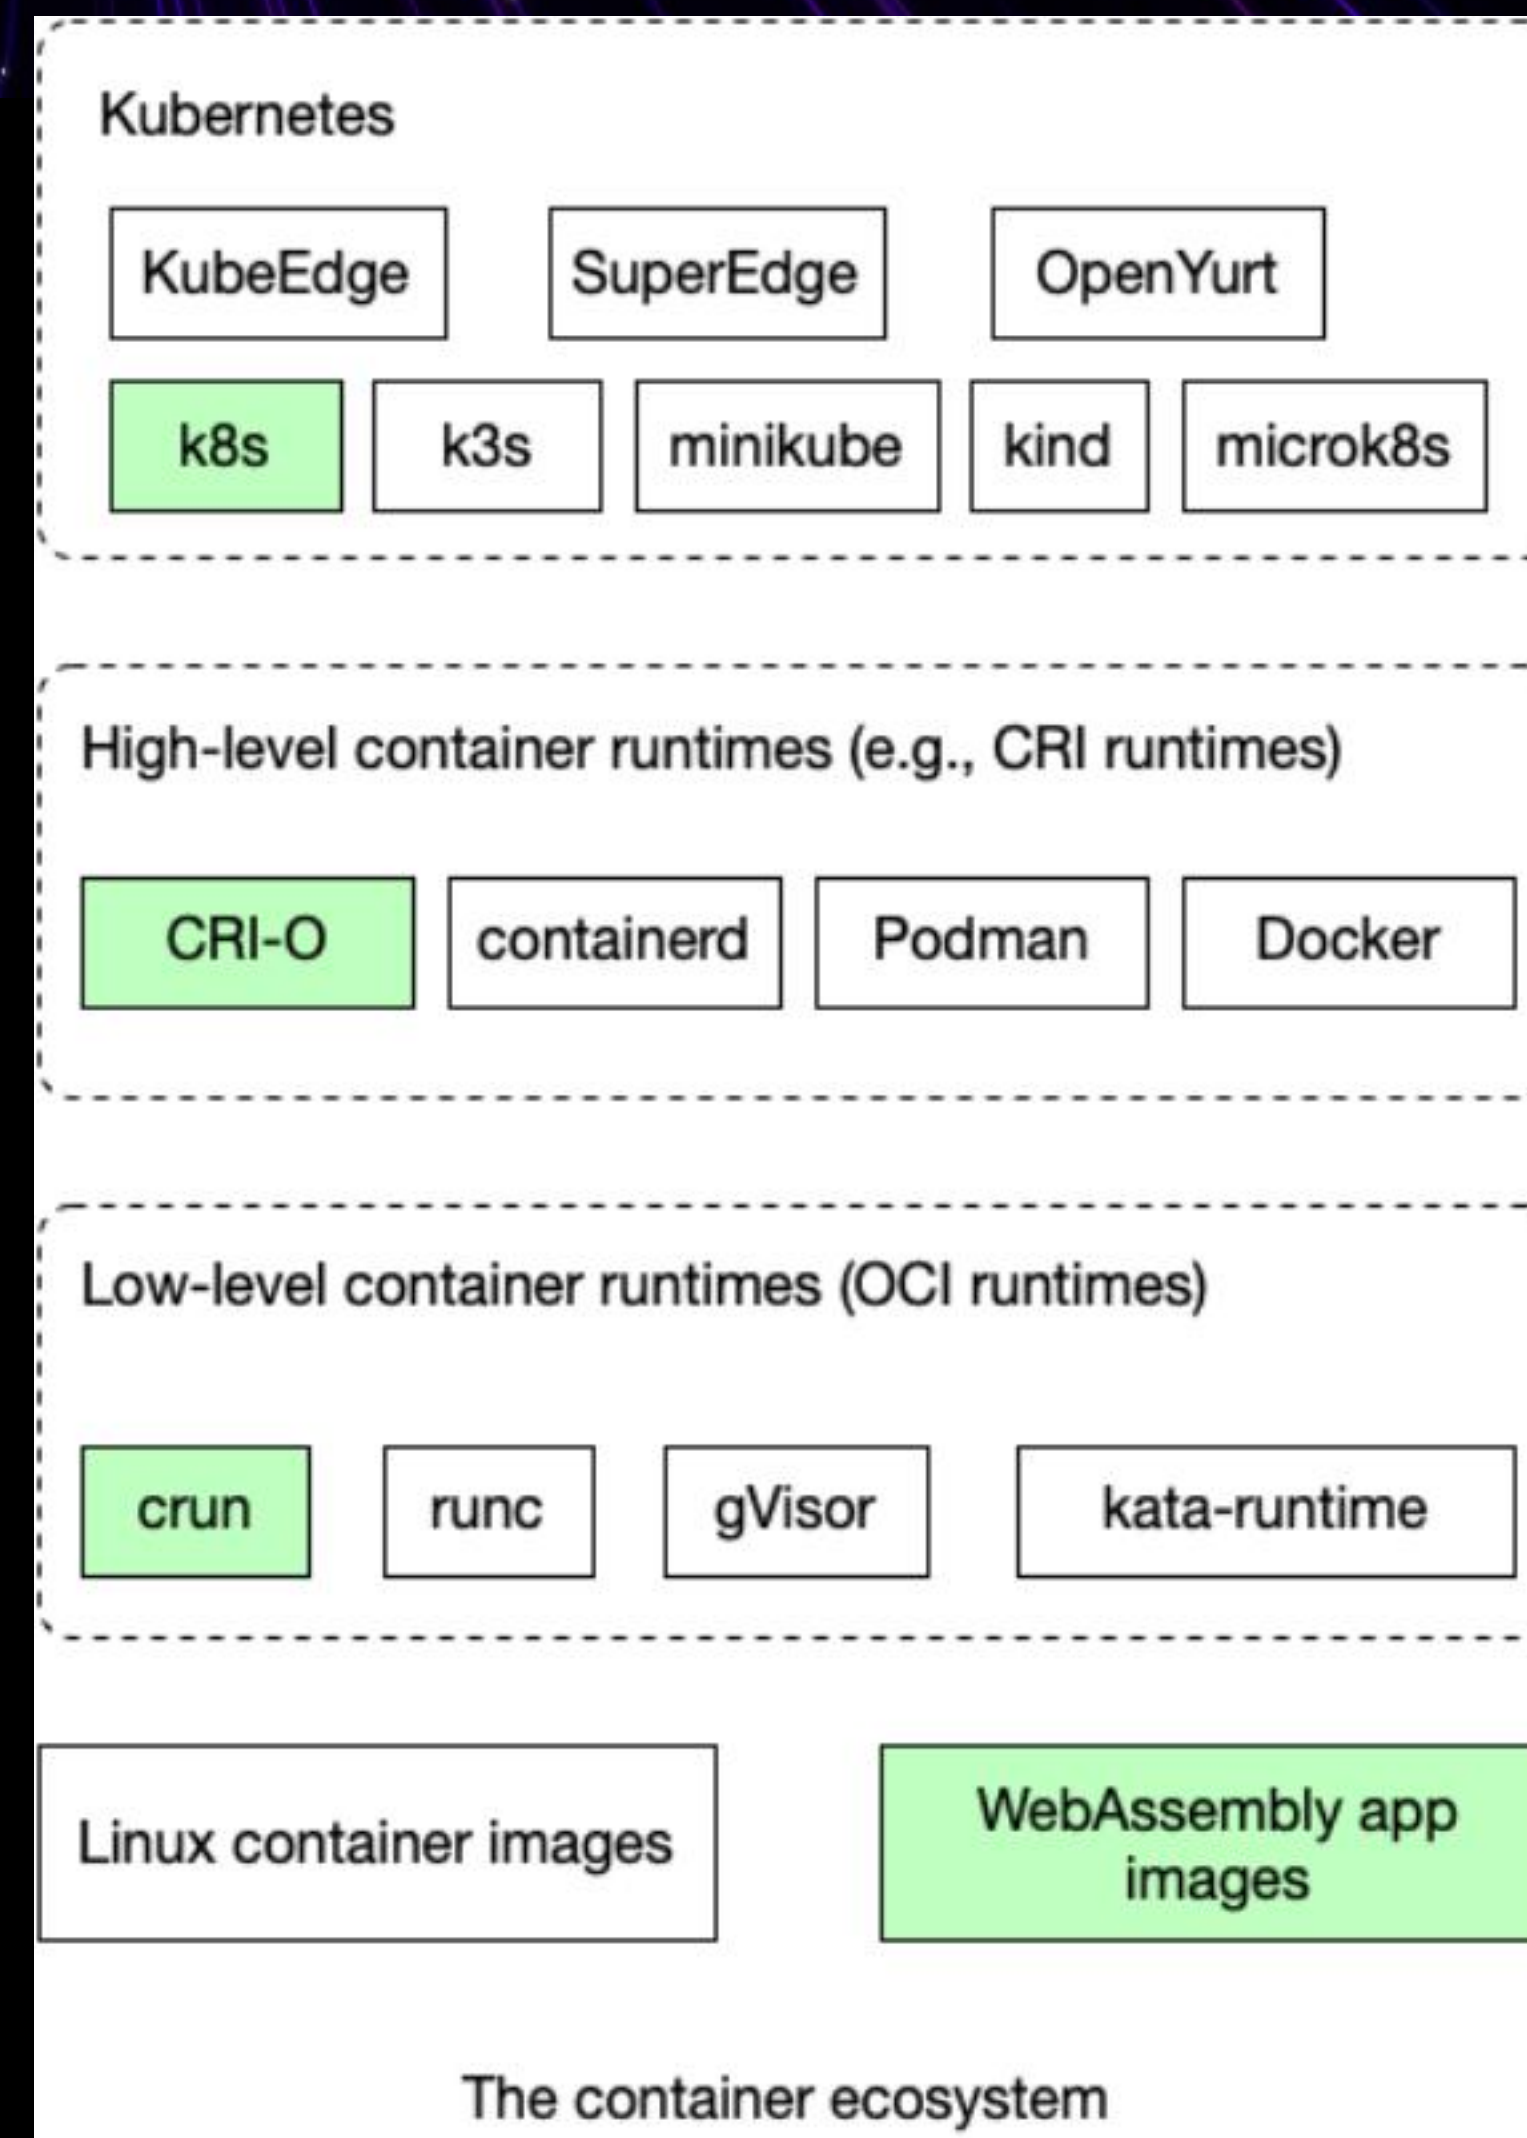 Kubernetes
KubeEdge
SuperEdge
OpenYurt
k8s
k3s
minikube
kind
microk8s
High-level container runtimes (e.g., CRI runtimes)
CRI-O
containerd
Podman
Docker
Low-level container runtimes (OCI runtimes)
crun
runc
gVisor
kata-runtime
Linux container images
WebAssembly app
images
The container ecosystem